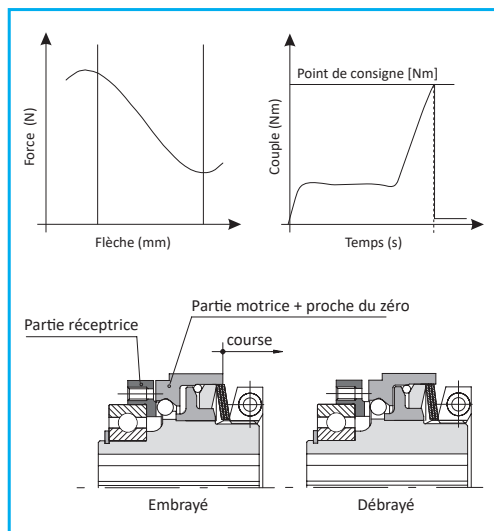 Force (N)
Flèche (mm)
Point de consigne [Nm]
Couple (Nm)
Temps (s)
Partie motrice + proche du zéro
Partie réceptrice
course
Embrayé
Débrayé